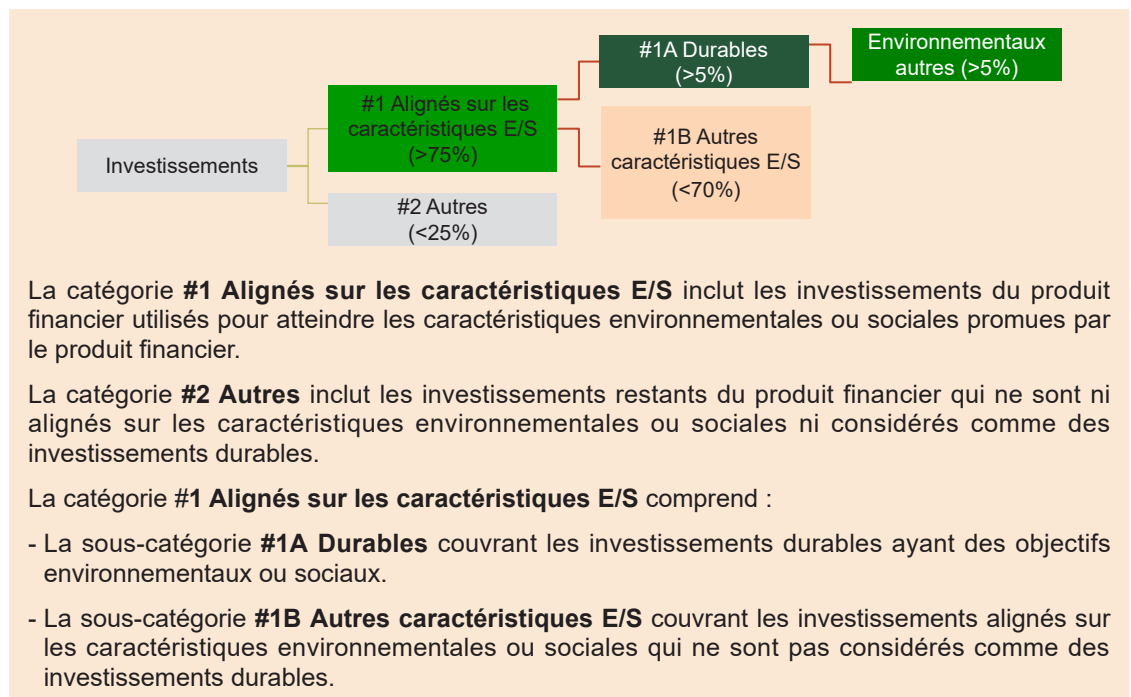 #1A Durables
(>5%)
Environnementaux
autres (>5%)
#1 Alignés sur les
caractéristiques E/S
(>75%)
#1B Autres
caractéristiques E/S
(<70%)
Investissements
#2 Autres
(<25%)
La catégorie #1 Alignés sur les caractéristiques E/S inclut les investissements du produit
financier utilisés pour atteindre les caractéristiques environnementales ou sociales promues par
le produit financier.
La catégorie #2 Autres inclut les investissements restants du produit financier qui ne sont ni
alignés sur les caractéristiques environnementales ou sociales ni considérés comme des
investissements durables.
La catégorie #1 Alignés sur les caractéristiques E/S comprend :
- La sous-catégorie #1A Durables couvrant les investissements durables ayant des objectifs
environnementaux ou sociaux.
- La sous-catégorie #1B Autres caractéristiques E/S couvrant les investissements alignés sur
les caractéristiques environnementales ou sociales qui ne sont pas considérés comme des
investissements durables.